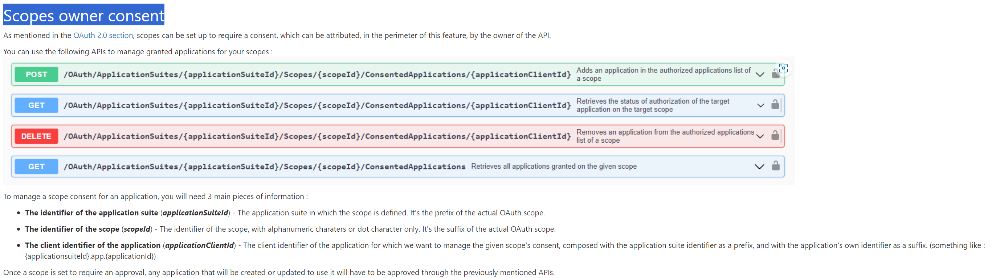 Scopes owner consent
As mentioned in the OAuth 2.0 section, scopes can be set up to require a consent, which can be attributed, in the perimeter of this feature, by the owner of the API.
You can use the following APIs to manage granted applications for your scopes :
POST /OAuth/ApplicationSuites/{applicationSuiteId}/Scopes/{scopeId}/ConsentedApplications/{applicationClientId} Adds an application in the authorized applications list of
a scope
GET /OAuth/ApplicationSuites/{applicationSuiteId}/Scopes/{scopeId}/ConsentedApplications/{applicationClientId} Retrieves the status of authorization of the target
application on the target scope
DELETE /OAuth/ApplicationSuites/{applicationSuiteId}/Scopes/{scopeId}/ConsentedApplications/{applicationClientId} Removes an application from the authorized applications
list of a scope
GET /OAuth/ApplicationSuites/{applicationSuiteId}/Scopes/{scopeId}/ConsentedApplications Retrieves all applications granted on the given scope
To manage a scope consent for an application, you will need 3 main pieces of information :
• The identifier of the application suite (applicationSuiteId) - The application suite in which the scope is defined. It's the prefix of the actual OAuth scope.
• The identifier of the scope (scopeId) - The identifier of the scope, with alphanumeric charaters or dot character only. It's the suffix of the actual OAuth scope.
• The client identifier of the application (applicationClientId) - The client identifier of the application for which we want to manage the given scope's consent, composed with the application suite identifier as a prefix, and with the application's own identifier as a suffix. (something like :
{applicationsuiteId}.app.{applicationId})
Once a scope is set to require an approval, any application that will be created or updated to use it will have to be approved through the previously mentioned APIs.